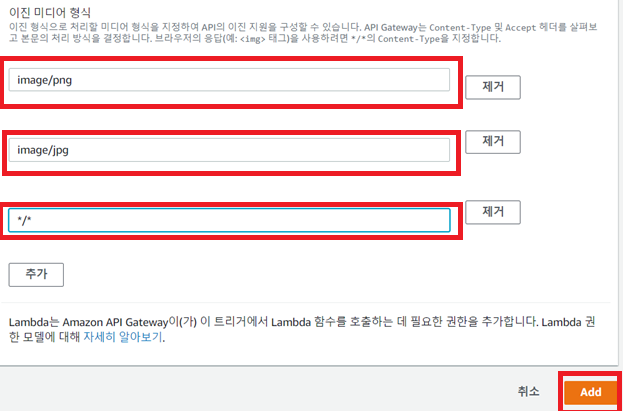 이진 미디어 형식
이진 형식으로 처리할 미디어 형식을 지정하여 API의 이진 지원을 구성할 수 있습니다. API Gateway는 Content-Type 및 Accept 헤더를 살펴보
고 본문의 처리 방식을 결정합니다. 브라우저의 응답(예: <img> 태그)을 사용하려면 */*의 Content-Type을 지정합니다.
image/png
제거
image/jpg
제거
*/*
제거
추가
Lambda는 Amazon API Gateway이(가) 이 트리거에서 Lambda 함수를 호출하는 데 필요한 권한을 추가합니다. Lambda 권
한 모델에 대해 자세히 알아보기.
취소
Add